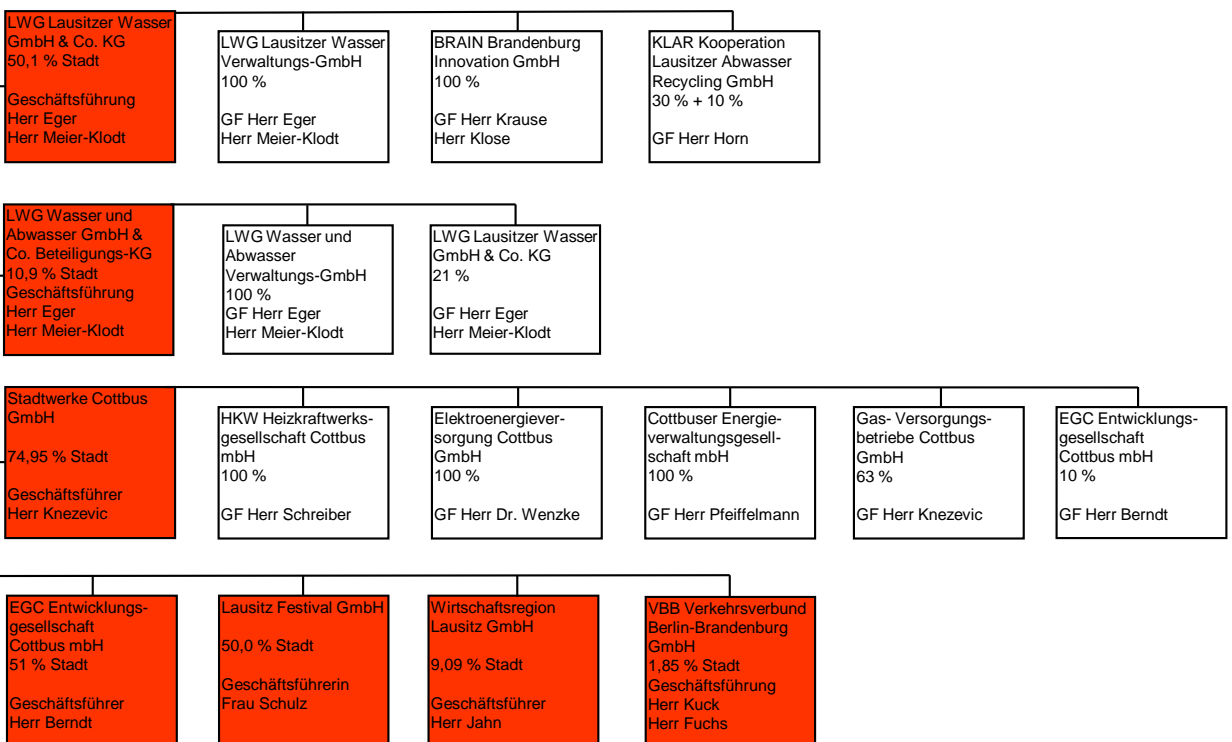 LWG Lausitzer Wasser
GmbH & Co. KG
50,1 % Stadt
Geschäftsführung
Herr Eger
Herr Meier-Klodt
LWG Lausitzer Wasser
Verwaltungs-GmbH
100 %
GF Herr Eger
Herr Meier-Klodt
BRAIN Brandenburg
Innovation GmbH
100 %
GF Herr Krause
Herr Klose
KLAR Kooperation
Lausitzer Abwasser
Recycling GmbH
30 % + 10 %
GF Herr Horn
LWG Wasser und
Abwasser GmbH &
Co. Beteiligungs-KG
10,9 % Stadt
Geschäftsführung
Herr Eger
Herr Meier-Klodt
LWG Wasser und
Abwasser
Verwaltungs-GmbH
100 %
GF Herr Eger
Herr Meier-Klodt
LWG Lausitzer Wasser
GmbH & Co. KG
21 %
GF Herr Eger
Herr Meier-Klodt
Stadtwerke Cottbus
GmbH
74,95 % Stadt
Geschäftsführer
Herr Knezevic
HKW Heizkraftwerks-
gesellschaft Cottbus
mbH
100 %
GF Herr Schreiber
Elektroenergiever-
sorgung Cottbus
GmbH
100 %
GF Herr Dr. Wenzke
Cottbuser Energie-
verwaltungsgesell-
schaft mbH
100 %
GF Herr Pfeiffelmann
Gas- Versorgungs-
betriebe Cottbus
GmbH
63 %
GF Herr Knezevic
EGC Entwicklungs-
gesellschaft
Cottbus mbH
10 %
GF Herr Berndt
EGC Entwicklungs-
gesellschaft
Cottbus mbH
51 % Stadt
Geschäftsführer
Herr Berndt
Lausitz Festival GmbH
50,0 % Stadt
Geschäftsführerin
Frau Schulz
Wirtschaftsregion
Lausitz GmbH
9,09 % Stadt
Geschäftsführer
Herr Jahn
VBB Verkehrsverbund
Berlin-Brandenburg
GmbH
1,85 % Stadt
Geschäftsführung
Herr Kuck
Herr Fuchs